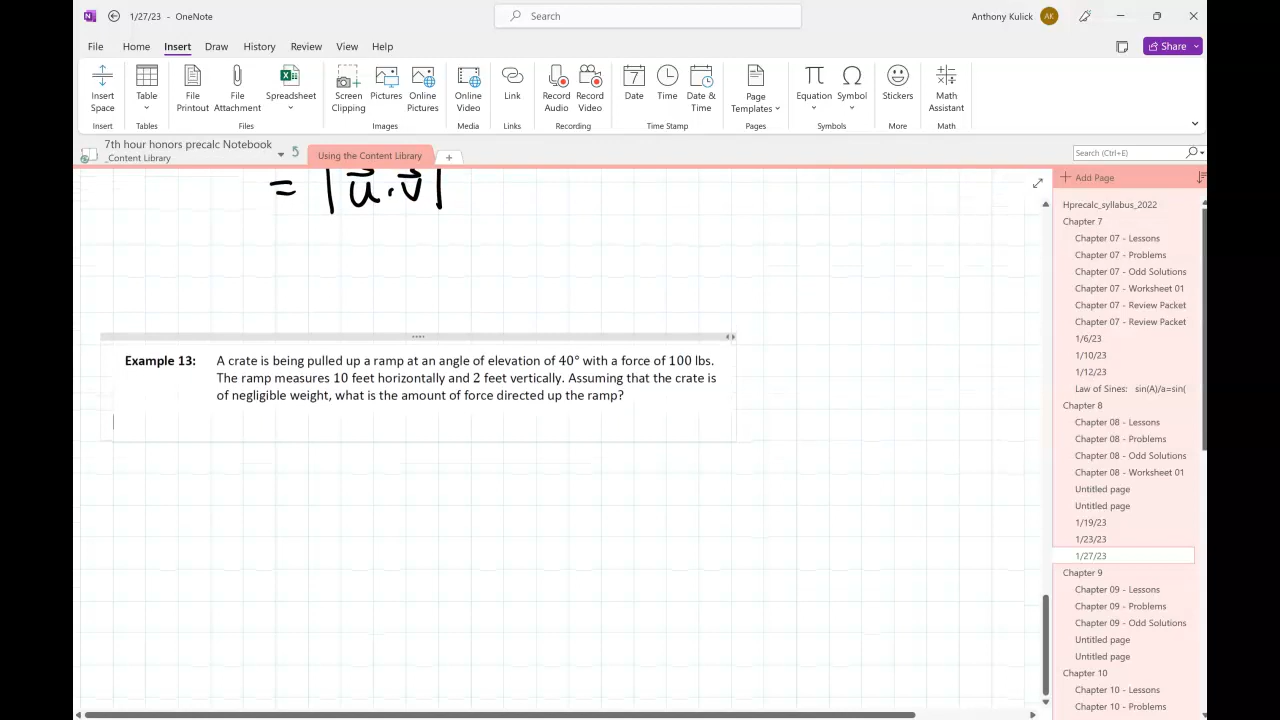 1/27/23 - OneNote
Search
Anthony Kulick
AK
File Home Insert Draw History Review View Help
Share
Insert Space
Table
File Printout
File Attachment
Spreadsheet
Screen Clipping
Pictures
Online Pictures
Online Video
Link
Record Audio
Record Video
Date
Time
Date & Time
Page Templates
Equation
Symbol
Stickers
Math Assistant
Insert Tables Files Images Media Links Recording Time Stamp Pages Symbols More Math
7th hour honors precalc Notebook
_Content Library
Using the Content Library
Search (Ctrl+E)
= |u⃗ · v⃗|
Example 13: A crate is being pulled up a ramp at an angle of elevation of 40° with a force of 100 lbs.
The ramp measures 10 feet horizontally and 2 feet vertically. Assuming that the crate is
of negligible weight, what is the amount of force directed up the ramp?
Add Page
Hprecalc_syllabus_2022
Chapter 7
Chapter 07 - Lessons
Chapter 07 - Problems
Chapter 07 - Odd Solutions
Chapter 07 - Worksheet 01
Chapter 07 - Review Packet
Chapter 07 - Review Packet
1/6/23
1/10/23
1/12/23
Law of Sines: sin(A)/a=sin(
Chapter 8
Chapter 08 - Lessons
Chapter 08 - Problems
Chapter 08 - Odd Solutions
Chapter 08 - Worksheet 01
Untitled page
Untitled page
1/19/23
1/23/23
1/27/23
Chapter 9
Chapter 09 - Lessons
Chapter 09 - Problems
Chapter 09 - Odd Solutions
Untitled page
Untitled page
Chapter 10
Chapter 10 - Lessons
Chapter 10 - Problems